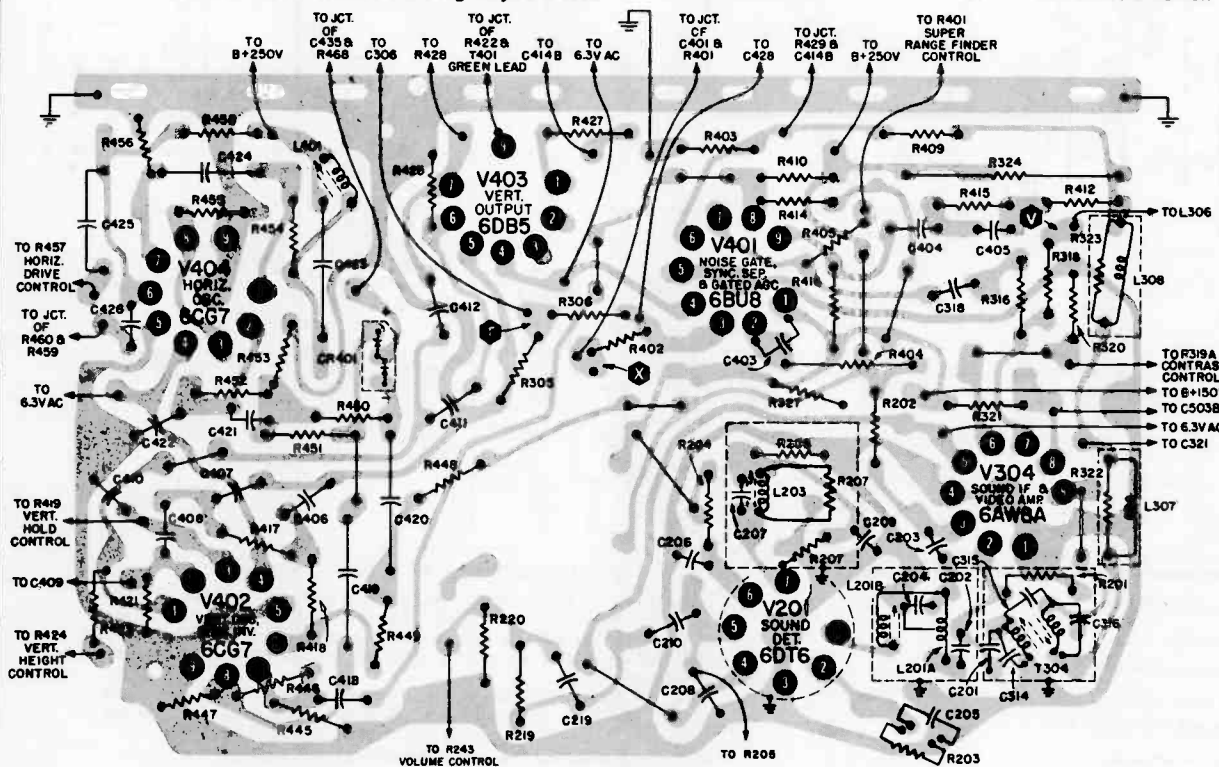 TO JCT.
OF
C435 &
R468
TO JCT.
OF
R422 &
T401
GREEN LEAD
TO JCT.
CF
C401 &
R401
TO JCT.
R429 &
C414B
TO R401
SUPER
RANGE FINDER
CONTROL
TO
B+250V
TO
C306
TO
R428
TO
C414B
TO
6.3V AC
TO
C428
TO
B+250V
R456
R458
C424
L401
R427
R403
R409
R410
R324
R415
R412
R414
R455
R454
C425
C404
C405
V
R323
TO L306
V403
VERT.
OUTPUT
6DB5
V401
NOISE GATE,
SYNC. SEP.
& GATED AGC
6BU8
V404
HORIZ.
OSC.
6CG7
TO R457
HORIZ.
DRIVE
CONTROL
R318
L308
C426
C412
R306
R316
C318
R320
TO JCT.
OF
R460 &
R459
R453
CR401
R402
C403
R404
R305
X
TO R319A
CONTRAST
CONTROL
R452
TO
6.3V AC
R202
TO B+150
R321
TO C503B
C421
C422
R451
TO 6.3V AC
TO C321
R204
L203
R207
C207
V304
SOUND IF &
VIDEO AMP.
6AW8A
R322
L307
R448
C407
C406
C420
C408
R417
TO R419
VERT.
HOLD
CONTROL
C206
C209
C203
C315
R207
TO C409
R421
V402
6CG7
R418
C419
R449
R220
C210
V201
SOUND
DET.
6DT6
L201B
C204
C202
R201
C316
TO R424
VERT.
HEIGHT
CONTROL
L201A
C201
C314
T304
R447
R446
C418
R445
C219
R219
C208
C205
R203
TO R243
VOLUME CONTROL
TO R205